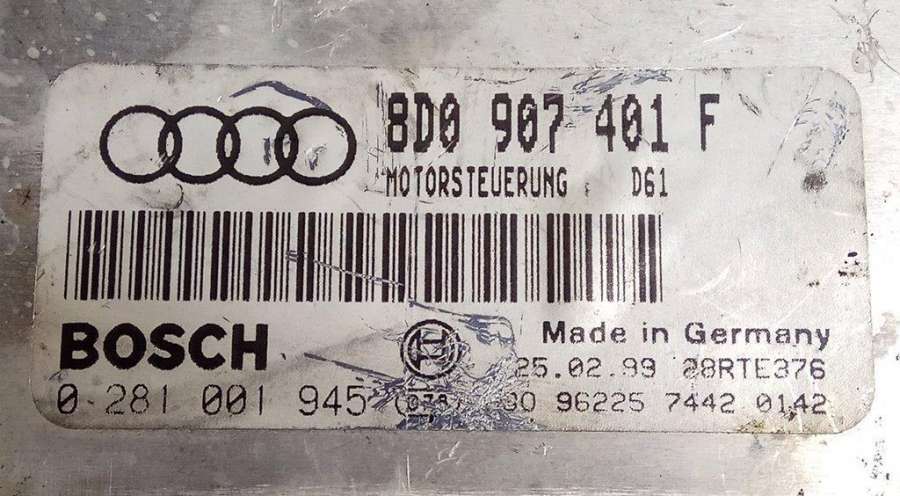 8D0 907 401 F
MOTORSTEUERUNG D61
BOSCH
Made in Germany
25.02.99 28RTE376
0 281 001 945 96225 7442 0142